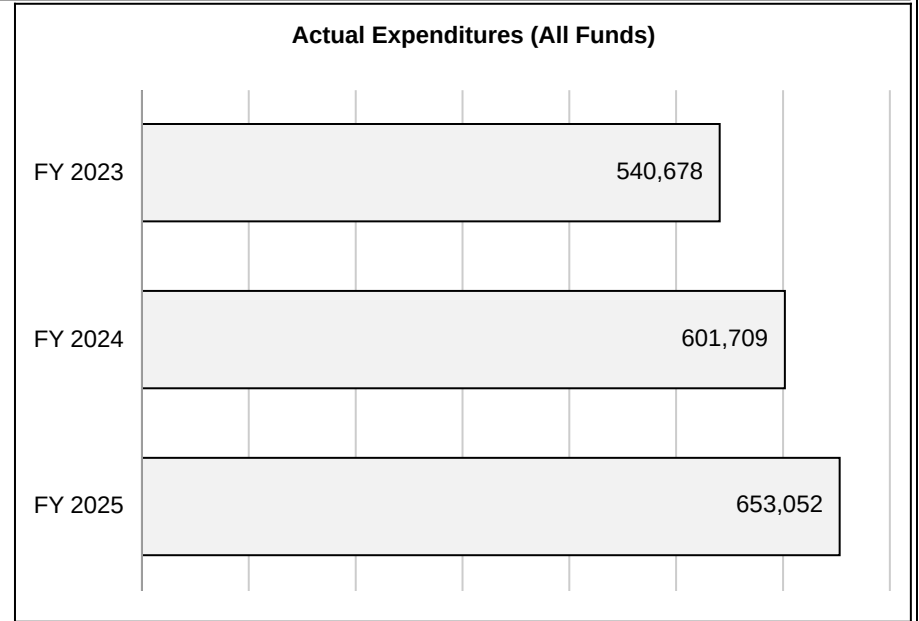 Actual Expenditures (All Funds)
FY 2023
540,678
FY 2024
601,709
FY 2025
653,052